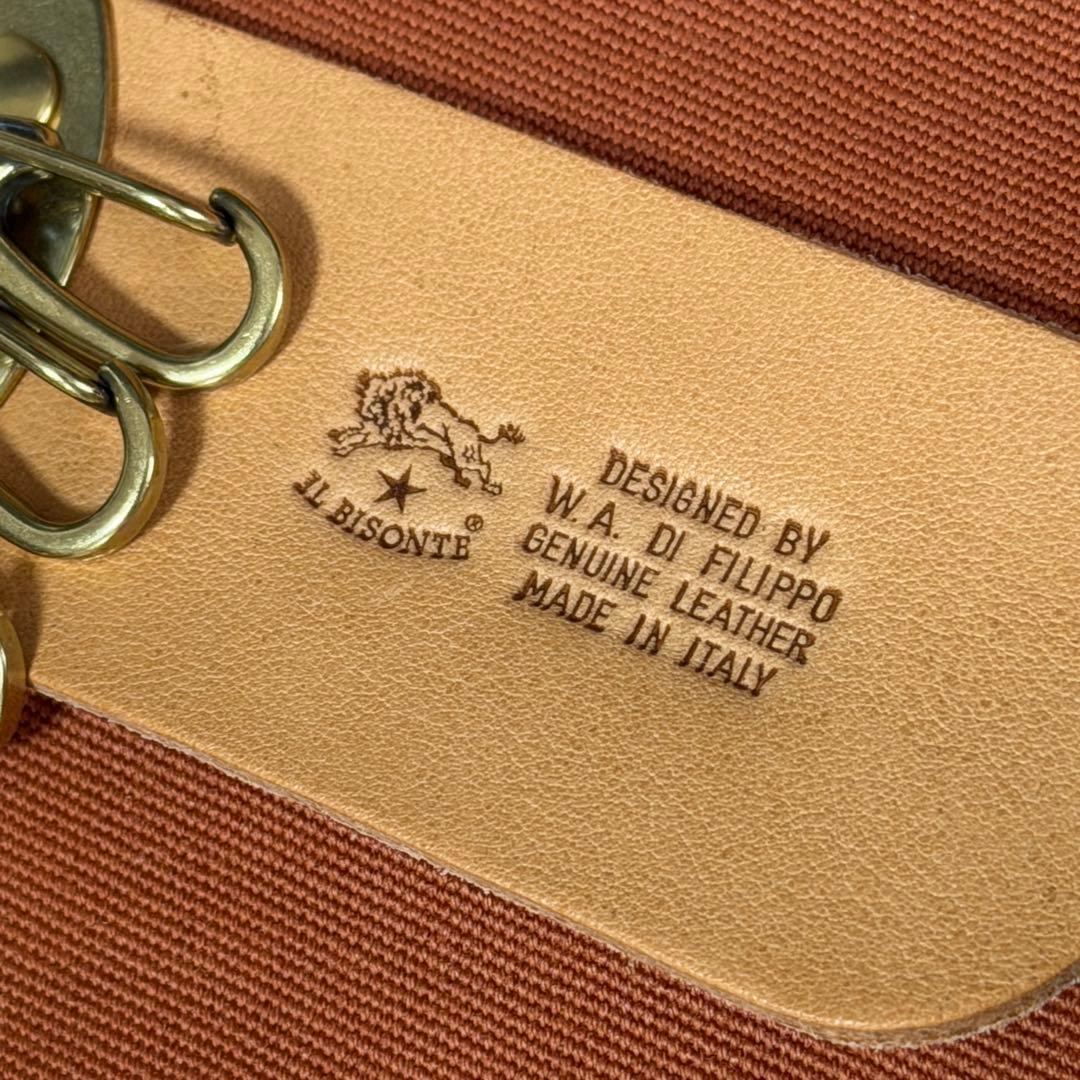 IL BISONTE®
DESIGNED BY
W. A. DI FILIPPO
GENUINE LEATHER
MADE IN ITALY